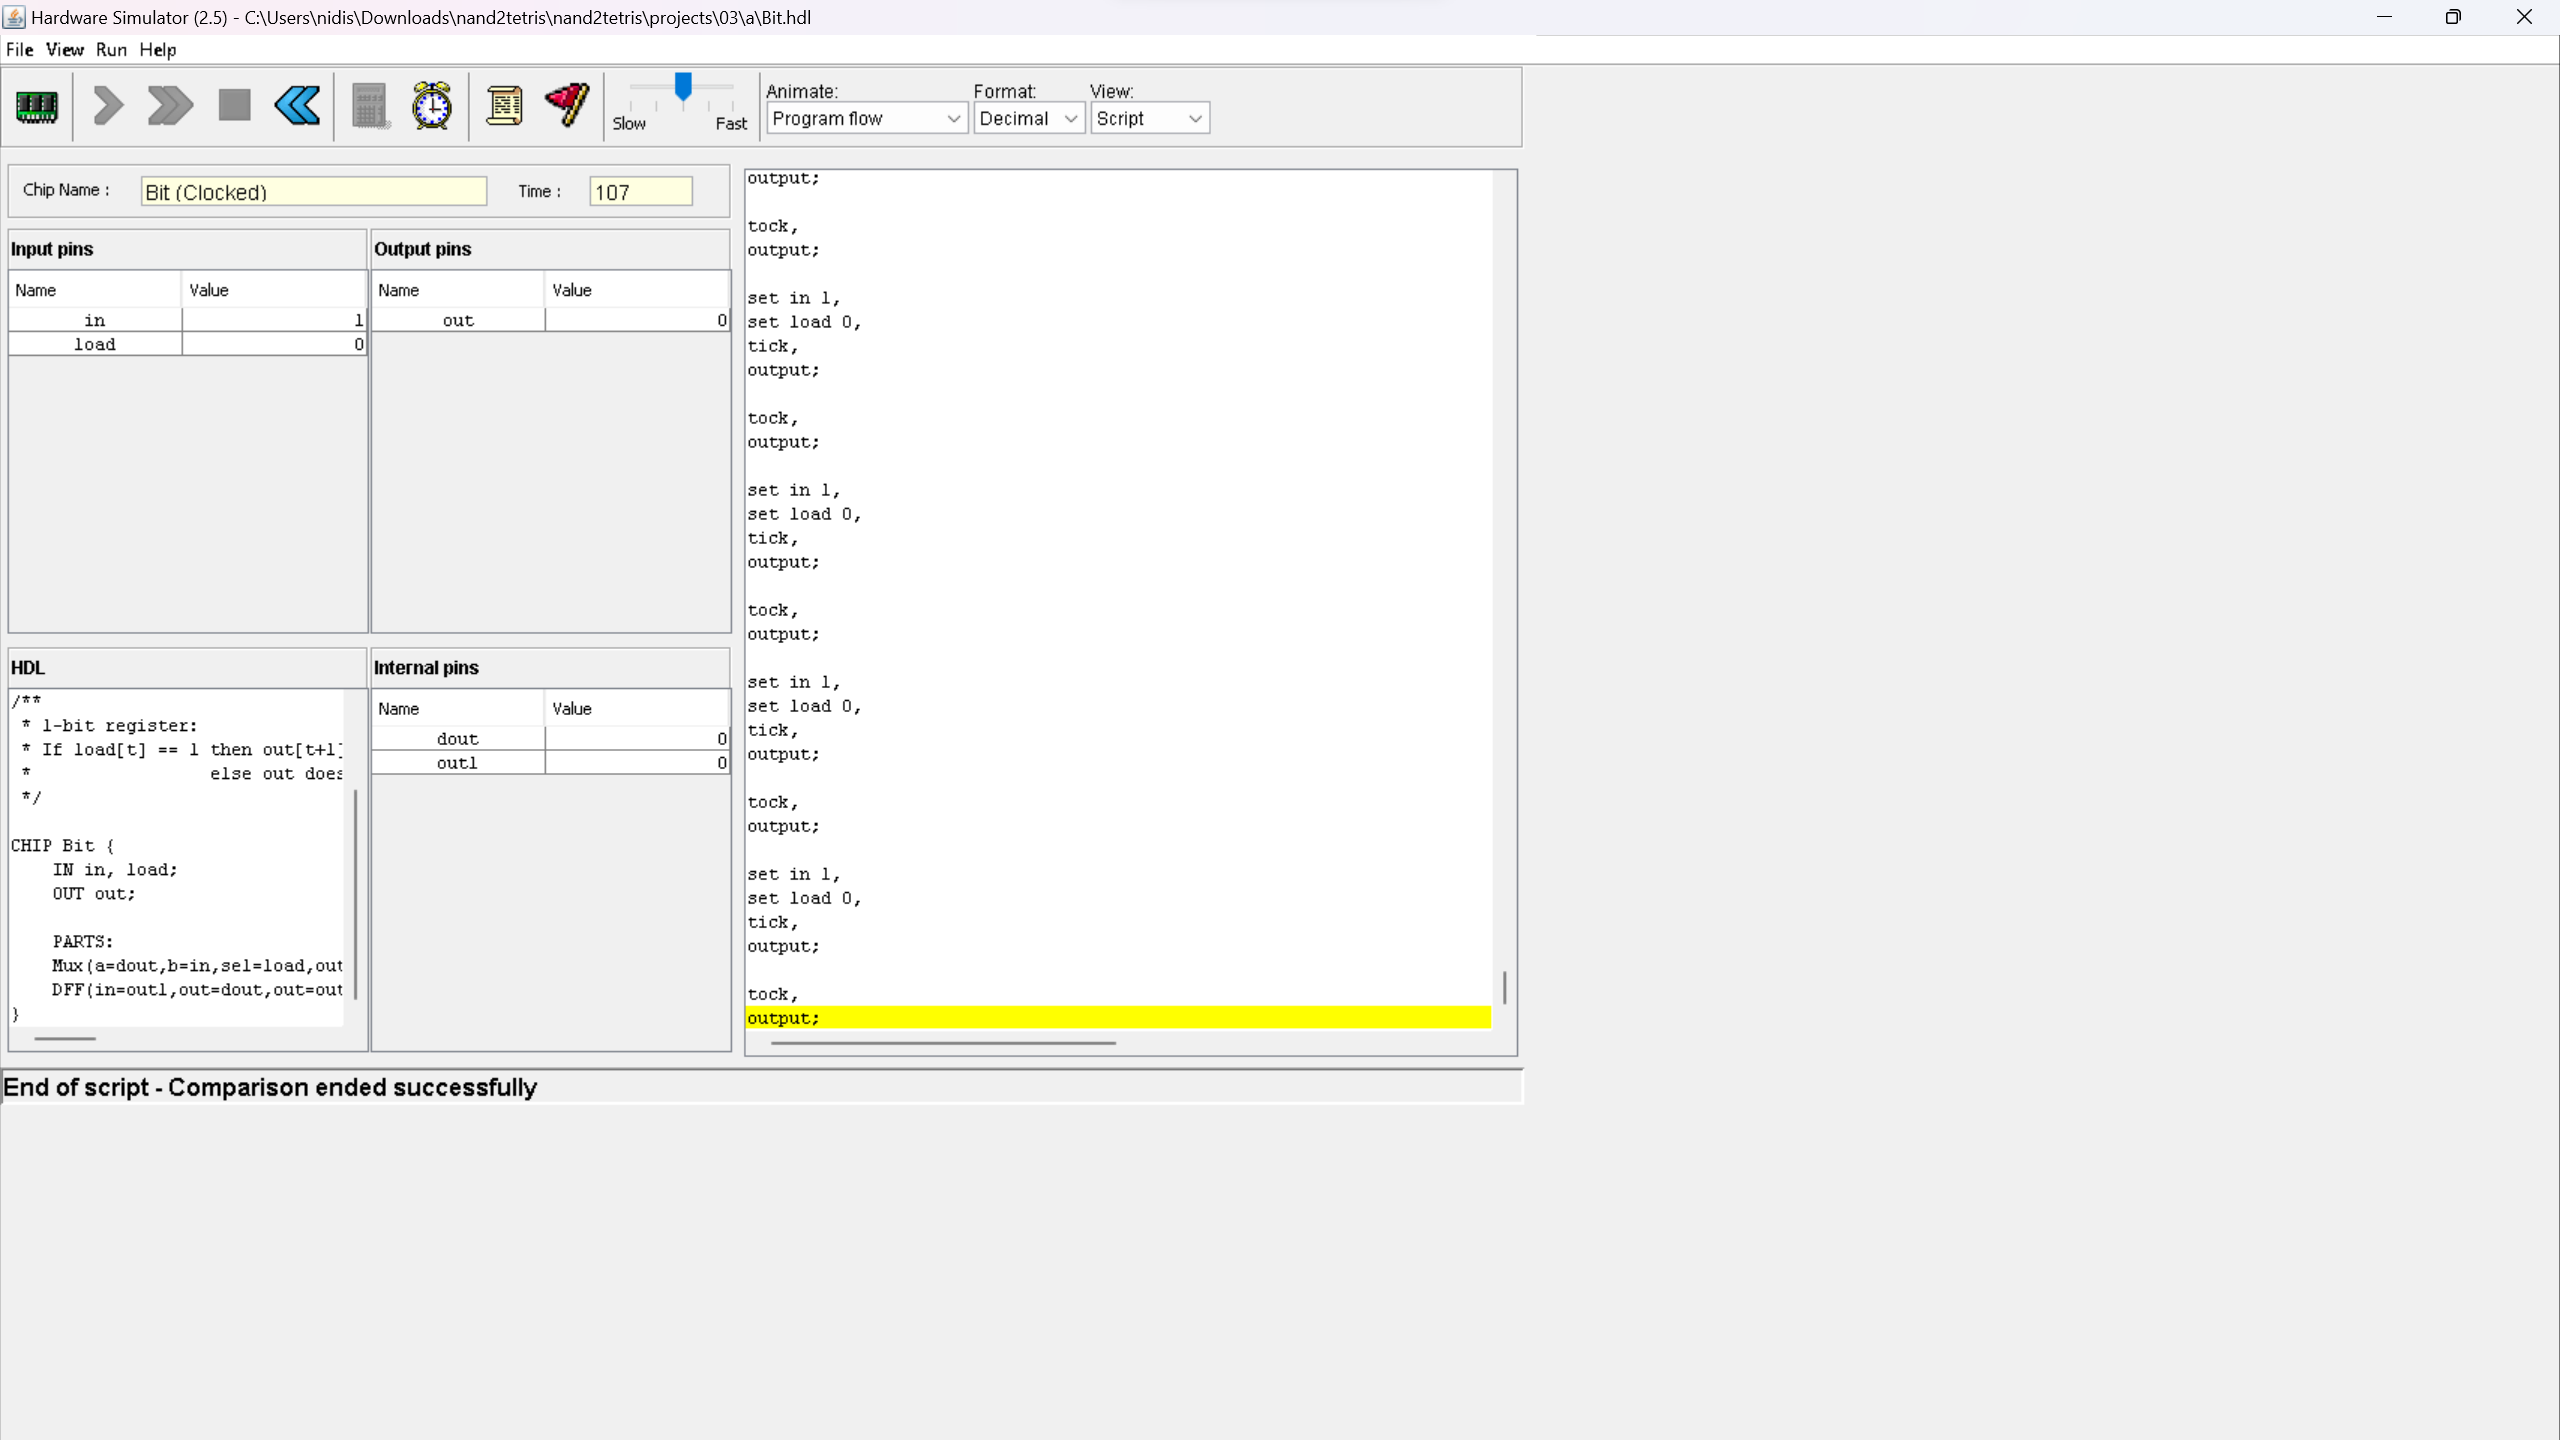 Hardware Simulator (2.5) - C:\Users\nidis\Downloads\nand2tetris\nand2tetris\projects\03\a\Bit.hdl
File View Run Help
Slow Fast
Animate: Format: View:
Program flow Decimal Script
Chip Name : Bit (Clocked) Time : 107
Input pins
Name Value
in 1
load 0
Output pins
Name Value
out 0
HDL
/**
* 1-bit register:
* If load[t] == 1 then out[t+1]
* else out does
*/
CHIP Bit {
IN in, load;
OUT out;
PARTS:
Mux(a=dout,b=in,sel=load,out
DFF(in=out1,out=dout,out=out
}
Internal pins
Name Value
dout 0
out1 0
output;
tock,
output;
set in 1,
set load 0,
tick,
output;
tock,
output;
set in 1,
set load 0,
tick,
output;
tock,
output;
set in 1,
set load 0,
tick,
output;
tock,
output;
set in 1,
set load 0,
tick,
output;
tock,
output;
End of script - Comparison ended successfully